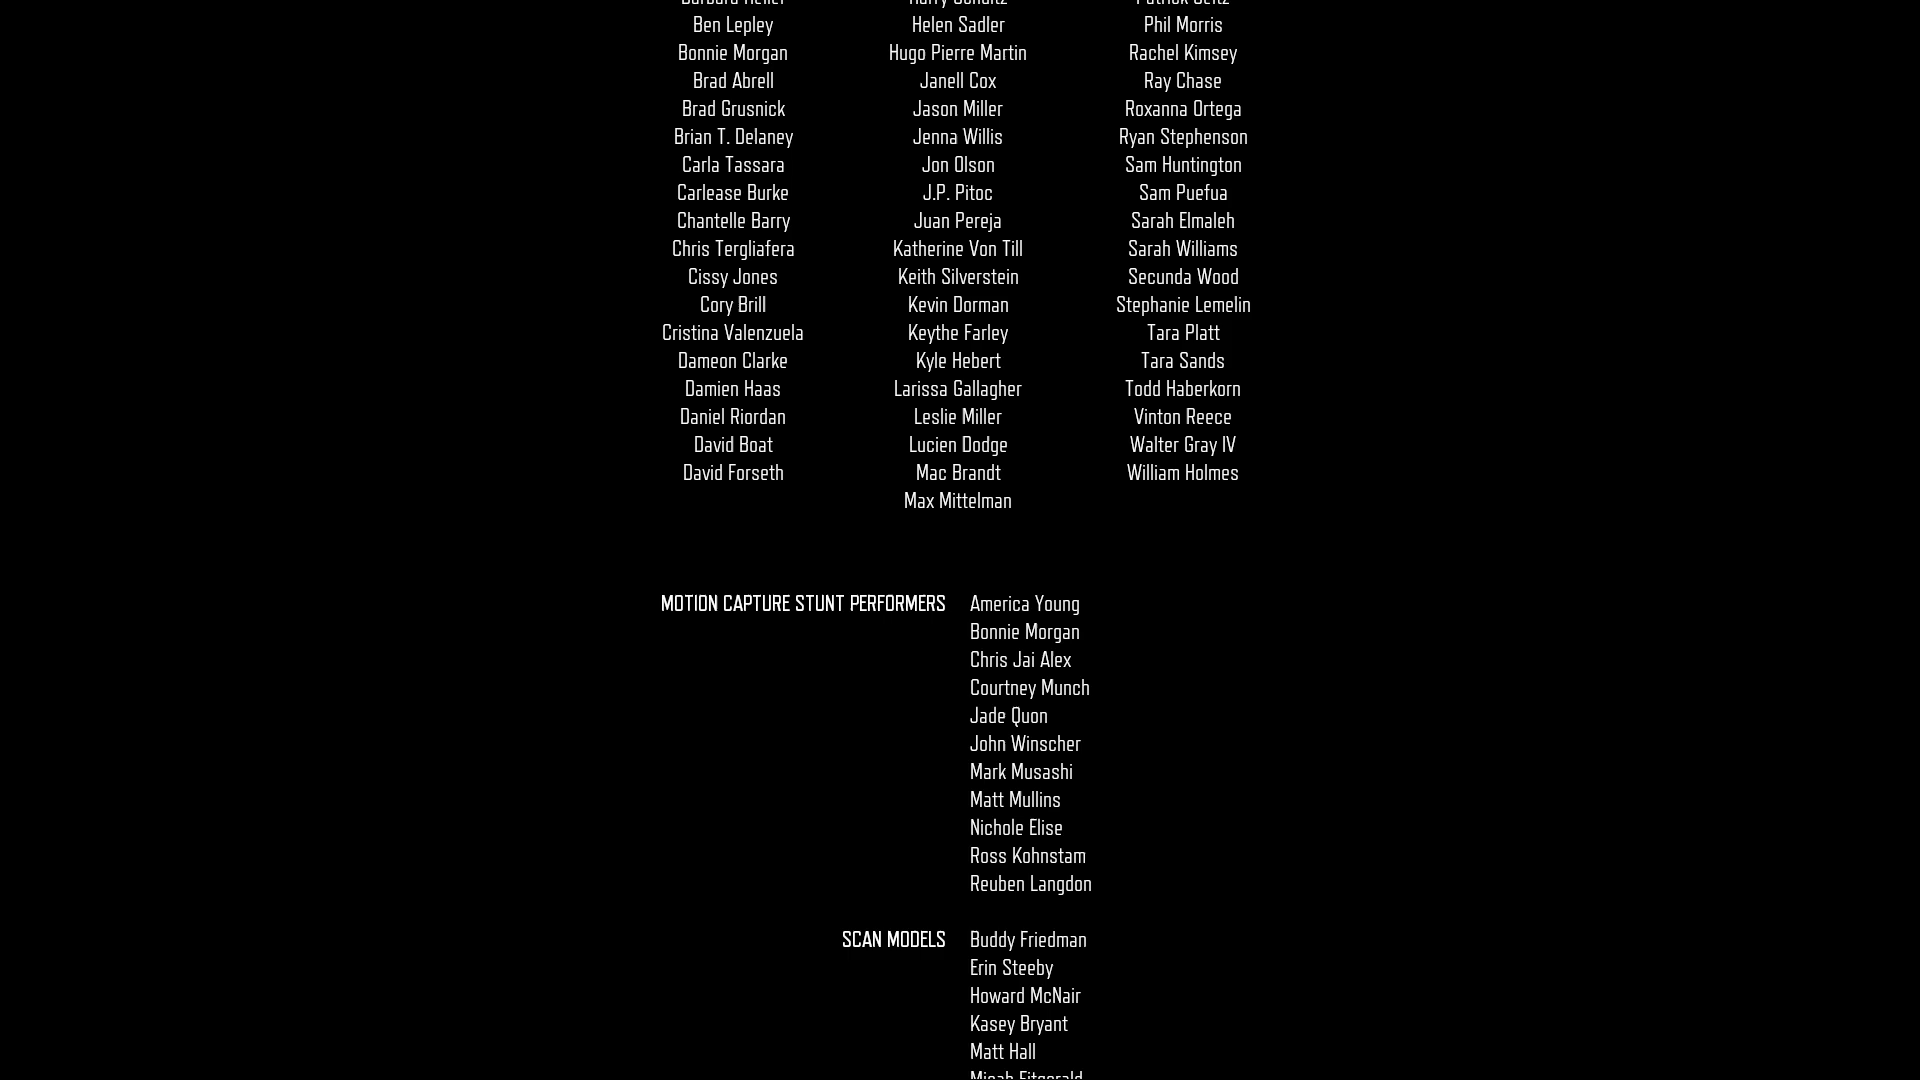 Ben Lepley Helen Sadler Phil Morris
Bonnie Morgan Hugo Pierre Martin Rachel Kimsey
Brad Abrell Janell Cox Ray Chase
Brad Grusnick Jason Miller Roxanna Ortega
Brian T. Delaney Jenna Willis Ryan Stephenson
Carla Tassara Jon Olson Sam Huntington
Carlease Burke J.P. Pitoc Sam Puefua
Chantelle Barry Juan Pereja Sarah Elmaleh
Chris Tergliafera Katherine Von Till Sarah Williams
Cissy Jones Keith Silverstein Secunda Wood
Cory Brill Kevin Dorman Stephanie Lemelin
Cristina Valenzuela Keythe Farley Tara Platt
Dameon Clarke Kyle Hebert Tara Sands
Damien Haas Larissa Gallagher Todd Haberkorn
Daniel Riordan Leslie Miller Vinton Reece
David Boat Lucien Dodge Walter Gray IV
David Forseth Mac Brandt William Holmes
Max Mittelman
MOTION CAPTURE STUNT PERFORMERS America Young
Bonnie Morgan
Chris Jai Alex
Courtney Munch
Jade Quon
John Winscher
Mark Musashi
Matt Mullins
Nichole Elise
Ross Kohnstam
Reuben Langdon
SCAN MODELS Buddy Friedman
Erin Steeby
Howard McNair
Kasey Bryant
Matt Hall